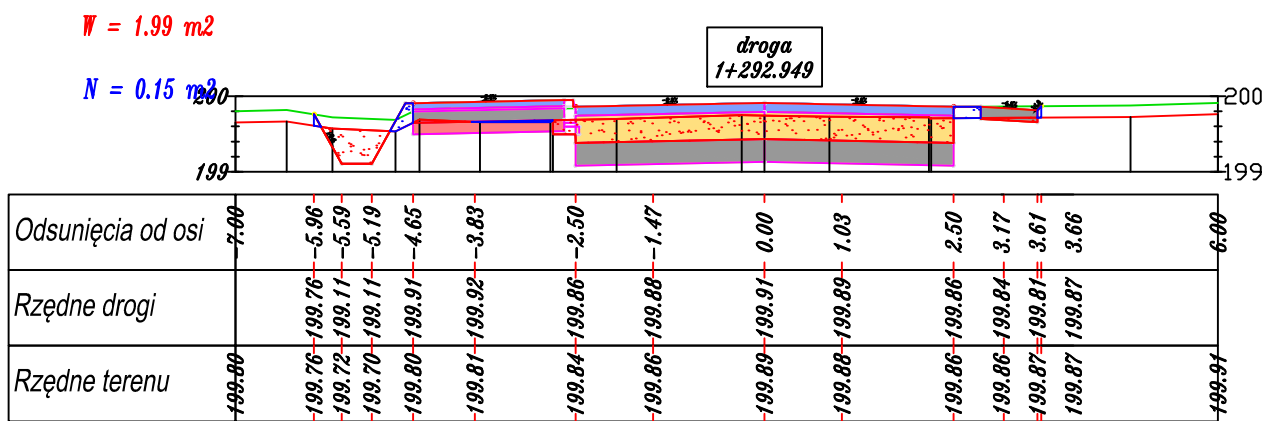 W = 1.99 m2
droga
1+292.949
N = 0.15 m2
200
200
199
199
Odsunięcia od osi
-7.00 -5.96 -5.59 -5.19 -4.65 -3.83 -2.50 -1.47 0.00 1.03 2.50 3.17 3.61 3.66 6.00
Rzędne drogi
199.76 199.11 199.11 199.91 199.92 199.86 199.88 199.91 199.89 199.86 199.84 199.81 199.87
Rzędne terenu
199.80 199.76 199.72 199.70 199.80 199.81 199.84 199.86 199.89 199.88 199.86 199.86 199.87 199.87 199.91